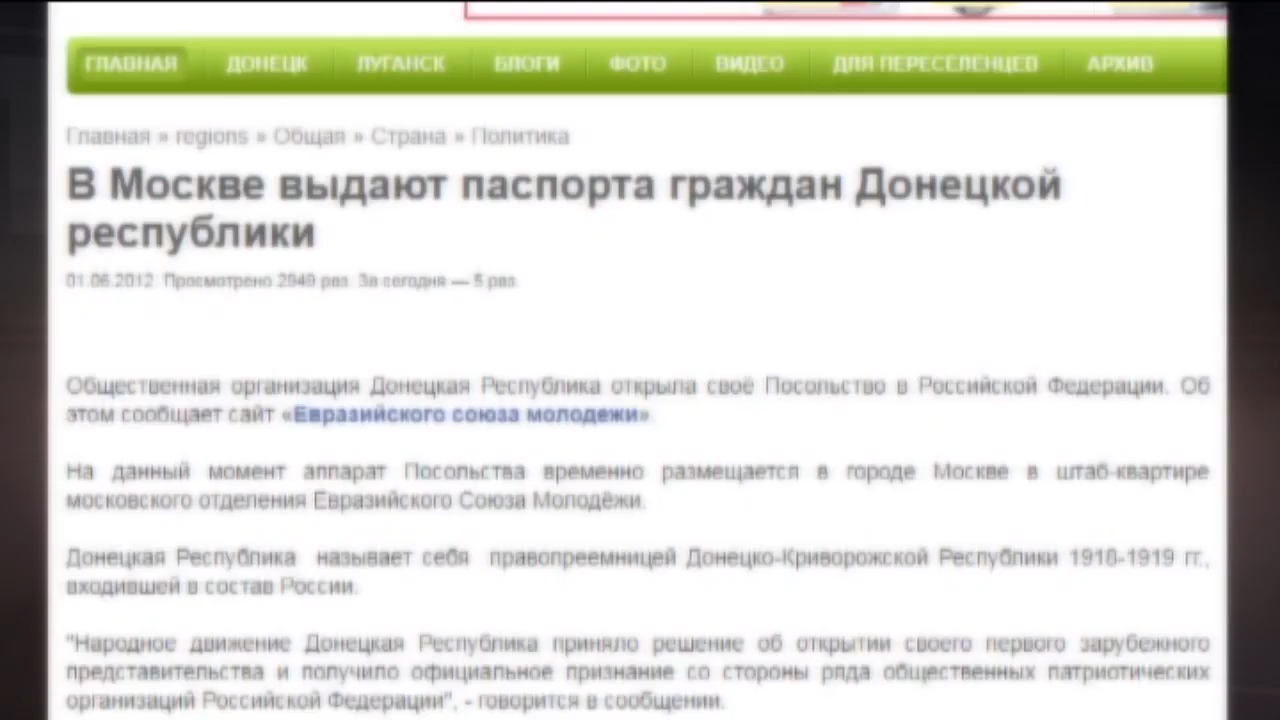 ГЛАВНАЯ ДОНЕЦК ЛУГАНСК БЛОГИ ФОТО ВИДЕО ДЛЯ ПЕРЕСЕЛЕНЦЕВ АРХИВ
Главная » regions » Общая » Страна » Политика
В Москве выдают паспорта граждан Донецкой
республики
01.06.2012. Просмотрено 2949 раз. За сегодня — 5 раз.
Общественная организация Донецкая Республика открыла своё Посольство в Российской Федерации. Об
этом сообщает сайт «Евразийского союза молодежи».
На данный момент аппарат Посольства временно размещается в городе Москве в штаб-квартире
московского отделения Евразийского Союза Молодёжи.
Донецкая Республика называет себя правопреемницей Донецко-Криворожской Республики 1918-1919 гг.,
входившей в состав России.
"Народное движение Донецкая Республика приняло решение об открытии своего первого зарубежного
представительства и получило официальное признание со стороны ряда общественных патриотических
организаций Российской Федерации", - говорится в сообщении.